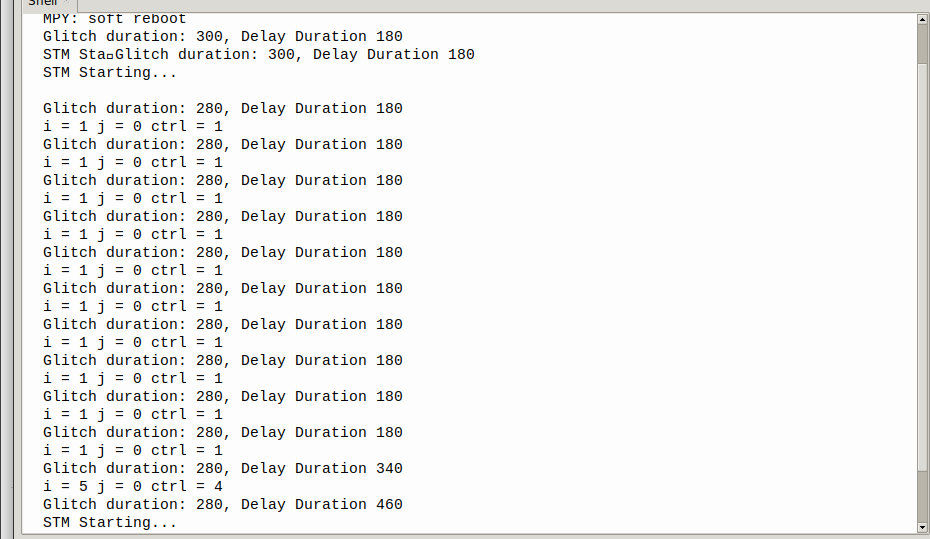 Shell
MPY: soft reboot
Glitch duration: 300, Delay Duration 180
STM Sta▯Glitch duration: 300, Delay Duration 180
STM Starting...
Glitch duration: 280, Delay Duration 180
i = 1 j = 0 ctrl = 1
Glitch duration: 280, Delay Duration 180
i = 1 j = 0 ctrl = 1
Glitch duration: 280, Delay Duration 180
i = 1 j = 0 ctrl = 1
Glitch duration: 280, Delay Duration 180
i = 1 j = 0 ctrl = 1
Glitch duration: 280, Delay Duration 180
i = 1 j = 0 ctrl = 1
Glitch duration: 280, Delay Duration 180
i = 1 j = 0 ctrl = 1
Glitch duration: 280, Delay Duration 180
i = 1 j = 0 ctrl = 1
Glitch duration: 280, Delay Duration 180
i = 1 j = 0 ctrl = 1
Glitch duration: 280, Delay Duration 180
i = 1 j = 0 ctrl = 1
Glitch duration: 280, Delay Duration 180
i = 1 j = 0 ctrl = 1
Glitch duration: 280, Delay Duration 340
i = 5 j = 0 ctrl = 4
Glitch duration: 280, Delay Duration 460
STM Starting...